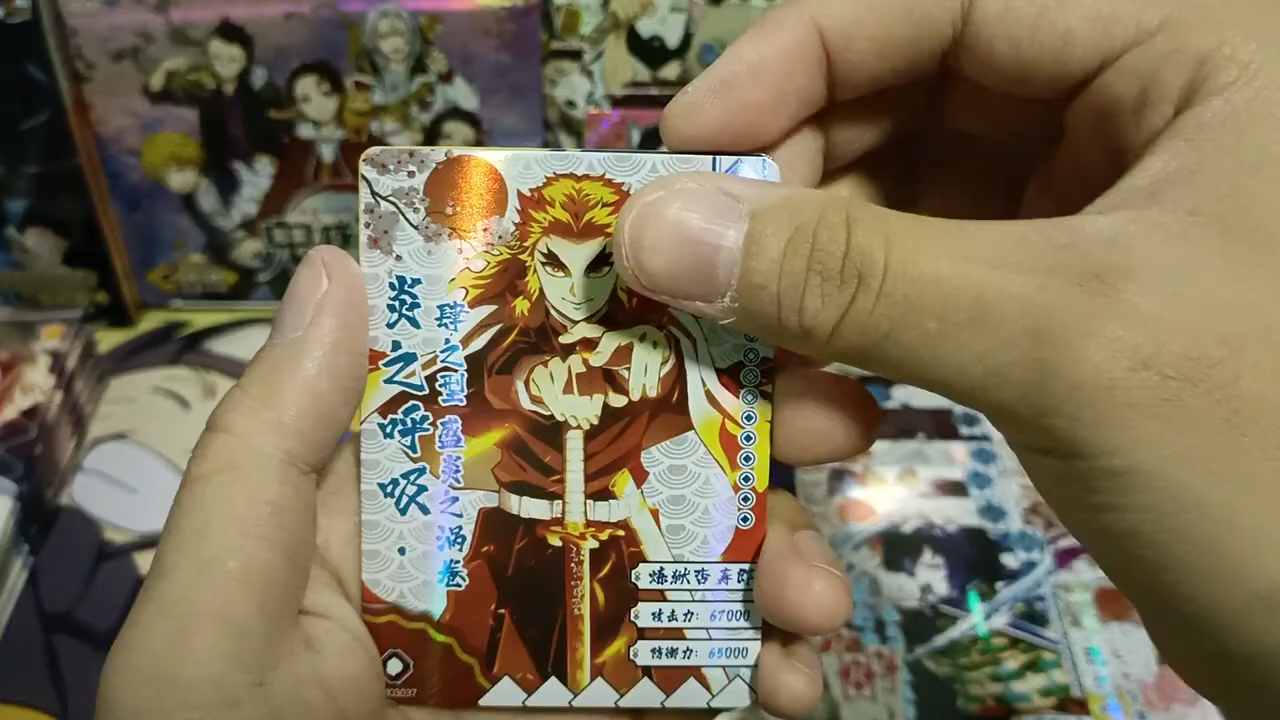 炎之呼吸·
肆之型 盛炎之涡卷
炼狱杏寿郎
攻击力: 67000
防御力: 65000
03037